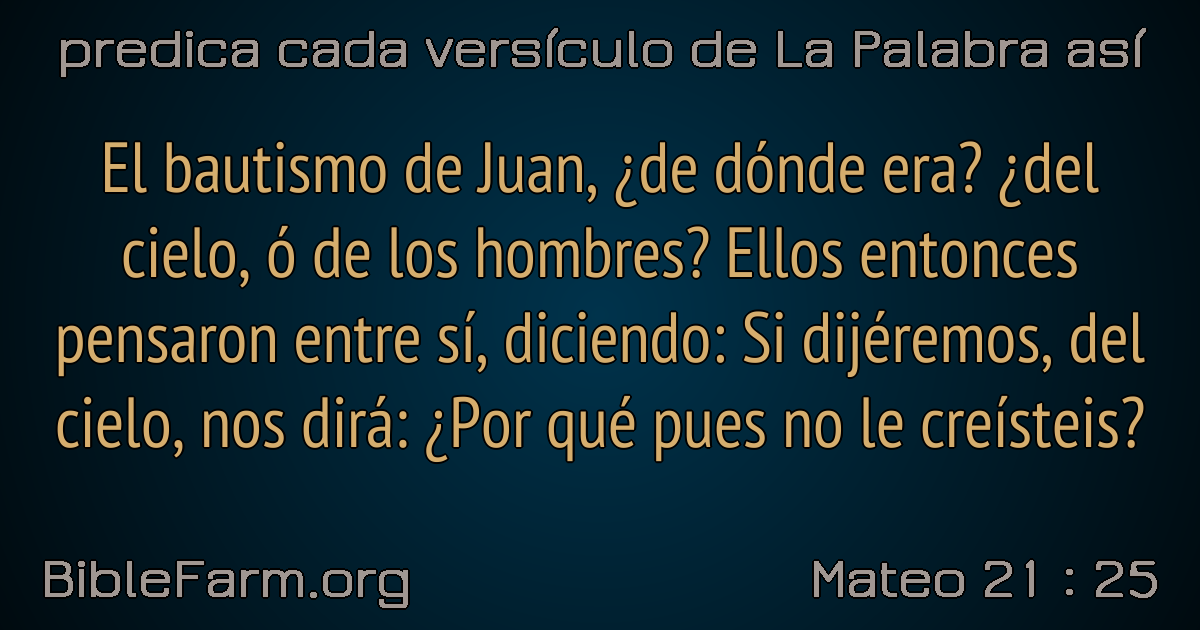 predica cada versículo de La Palabra así
El bautismo de Juan, ¿de dónde era? ¿del
cielo, ó de los hombres? Ellos entonces
pensaron entre sí, diciendo: Si dijéremos, del
cielo, nos dirá: ¿Por qué pues no le creísteis?
BibleFarm.org
Mateo 21 : 25